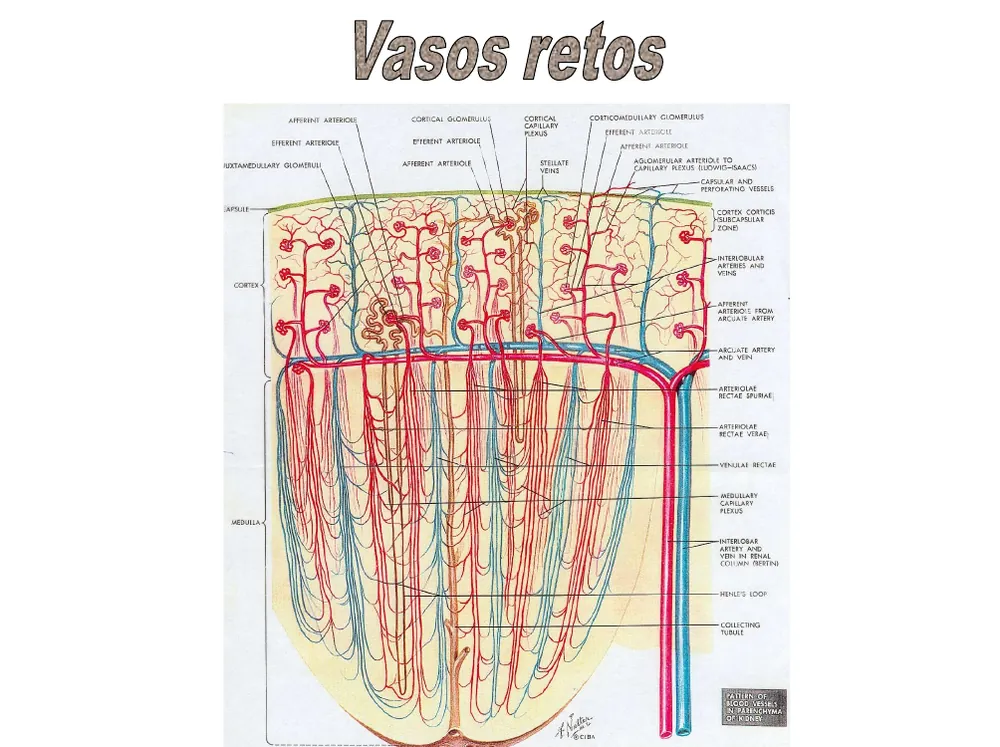 Vasos retos
AFFERENT ARTERIOLE
EFFERENT ARTERIOLE
JUXTAMEDULLARY GLOMERULI
CAPSULE
CORTEX
MEDULLA
CORTICAL GLOMERULUS
EFFERENT ARTERIOLE
AFFERENT ARTERIOLE
CORTICAL
CAPILLARY
PLEXUS
STELLATE
VEINS
CORTICOMEDULLARY GLOMERULUS
EFFERENT ARTERIOLE
AFFERENT ARTERIOLE
AGLOMERULAR ARTERIOLE TO
CAPILLARY PLEXUS (LUDWIG-ISAACS)
CAPSULAR AND
PERFORATING VESSELS
CORTEX CORTICIS
(SUBCAPSULAR
ZONE)
INTERLOBULAR
ARTERIES AND
VEINS
AFFERENT
ARTERIOLE FROM
ARCUATE ARTERY
ARCUATE ARTERY
AND VEIN
ARTERIOLAE
RECTAE SPURIAE
ARTERIOLAE
RECTAE VERAE
VENULAE RECTAE
MEDULLARY
CAPILLARY
PLEXUS
INTERLOBAR
ARTERY AND
VEIN IN RENAL
COLUMN (BERTIN)
HENLE'S LOOP
COLLECTING
TUBULE
PATTERN OF
BLOOD VESSELS
IN PARENCHYMA
OF KIDNEY
F. Netter
M.D.
© CIBA